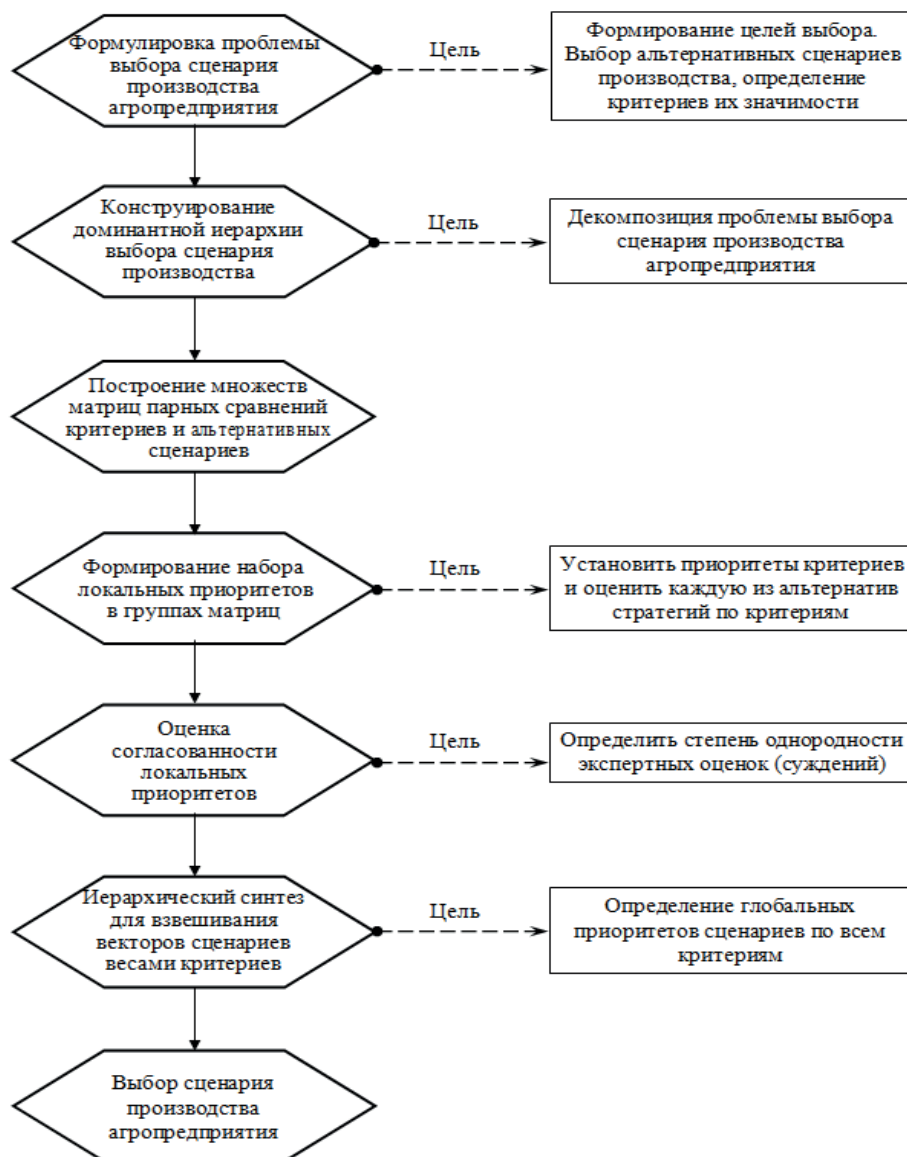 Формулировка проблемы
выбора сценария
производства
агропредприятия
Цель
Формирование целей выбора.
Выбор альтернативных сценариев
производства, определение
критериев их значимости
Конструирование
доминантной иерархии
выбора сценария
производства
Цель
Декомпозиция проблемы выбора
сценария производства
агропредприятия
Построение множеств
матриц парных сравнений
критериев и альтернативных
сценариев
Формирование набора
локальных приоритетов
в группах матриц
Цель
Установить приоритеты критериев
и оценить каждую из альтернатив
стратегий по критериям
Оценка
согласованности
локальных
приоритетов
Цель
Определить степень однородности
экспертных оценок (суждений)
Иерархический синтез
для взвешивания
векторов сценариев
весами критериев
Цель
Определение глобальных
приоритетов сценариев по всем
критериям
Выбор сценария
производства
агропредприятия